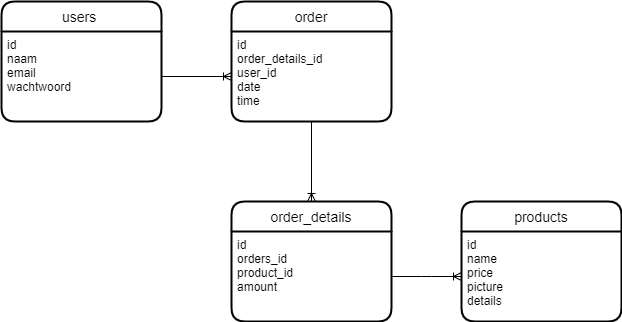 users
id
naam
email
wachtwoord
order
id
order_details_id
user_id
date
time
order_details
id
orders_id
product_id
amount
products
id
name
price
picture
details